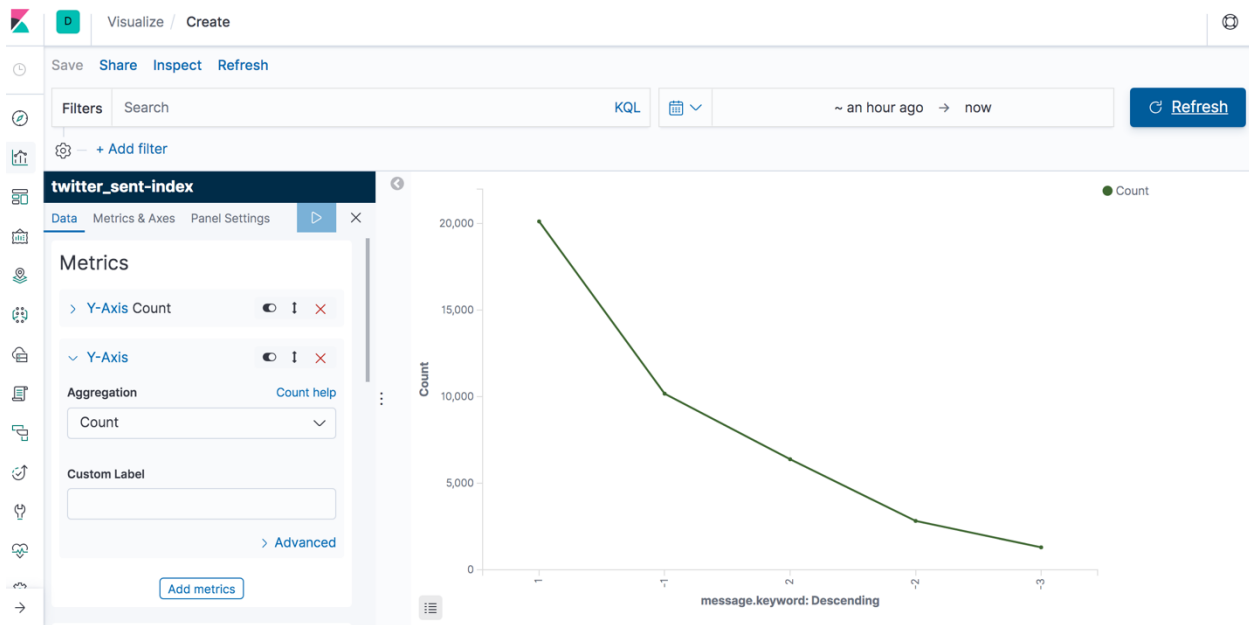 D Visualize / Create
Save Share Inspect Refresh
Filters Search KQL ~ an hour ago → now Refresh
+ Add filter
twitter_sent-index
Data Metrics & Axes Panel Settings
Metrics
Y-Axis Count
Y-Axis
Aggregation Count help
Count
Custom Label
Advanced
Add metrics
Count
20,000
15,000
10,000
5,000
0
Count
1 -1 2 -2 -3
message.keyword: Descending